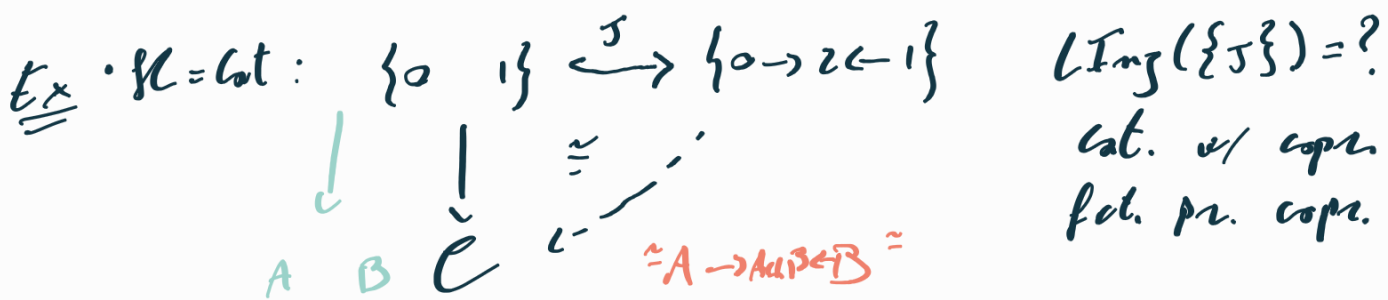 Ex • 𝒦 = Cat : {0 1} J {0 → 2 ← 1} LInj({J}) = ?
≅ cat. w/ copr.
fct. pr. copr.
A B C ≅ A → A⊔B ← B ≅